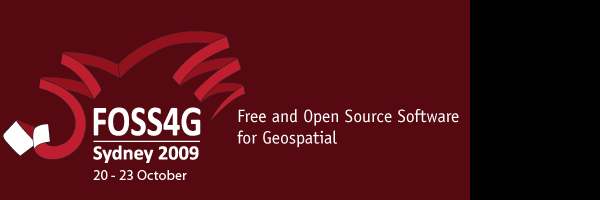 FOSS4G
Sydney 2009
20 - 23 October
Free and Open Source Software
for Geospatial